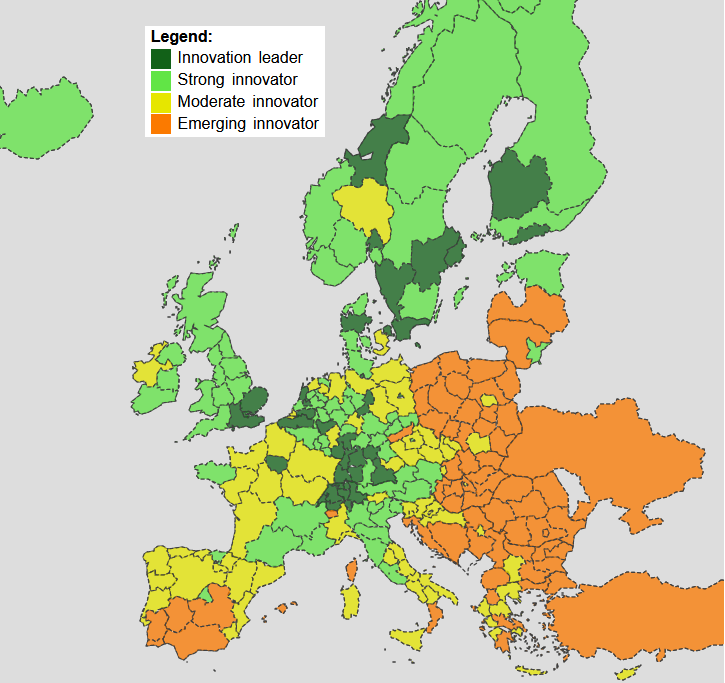 Legend:
Innovation leader
Strong innovator
Moderate innovator
Emerging innovator